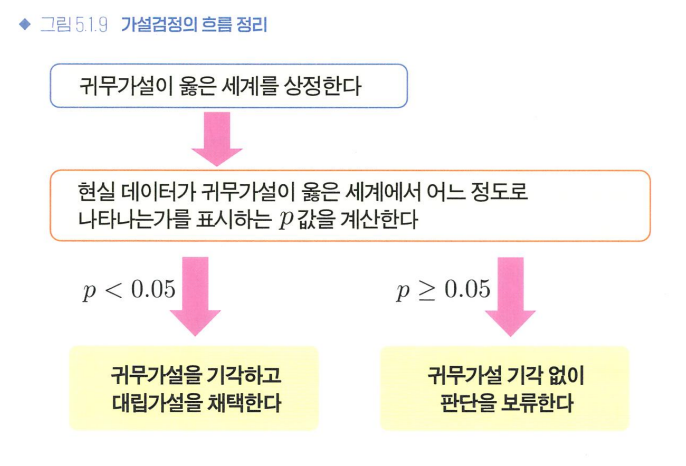 ◆ 그림 5.1.9 가설검정의 흐름 정리
귀무가설이 옳은 세계를 상정한다
현실 데이터가 귀무가설이 옳은 세계에서 어느 정도로
나타나는가를 표시하는 p 값을 계산한다
p < 0.05
p ≥ 0.05
귀무가설을 기각하고
대립가설을 채택한다
귀무가설 기각 없이
판단을 보류한다